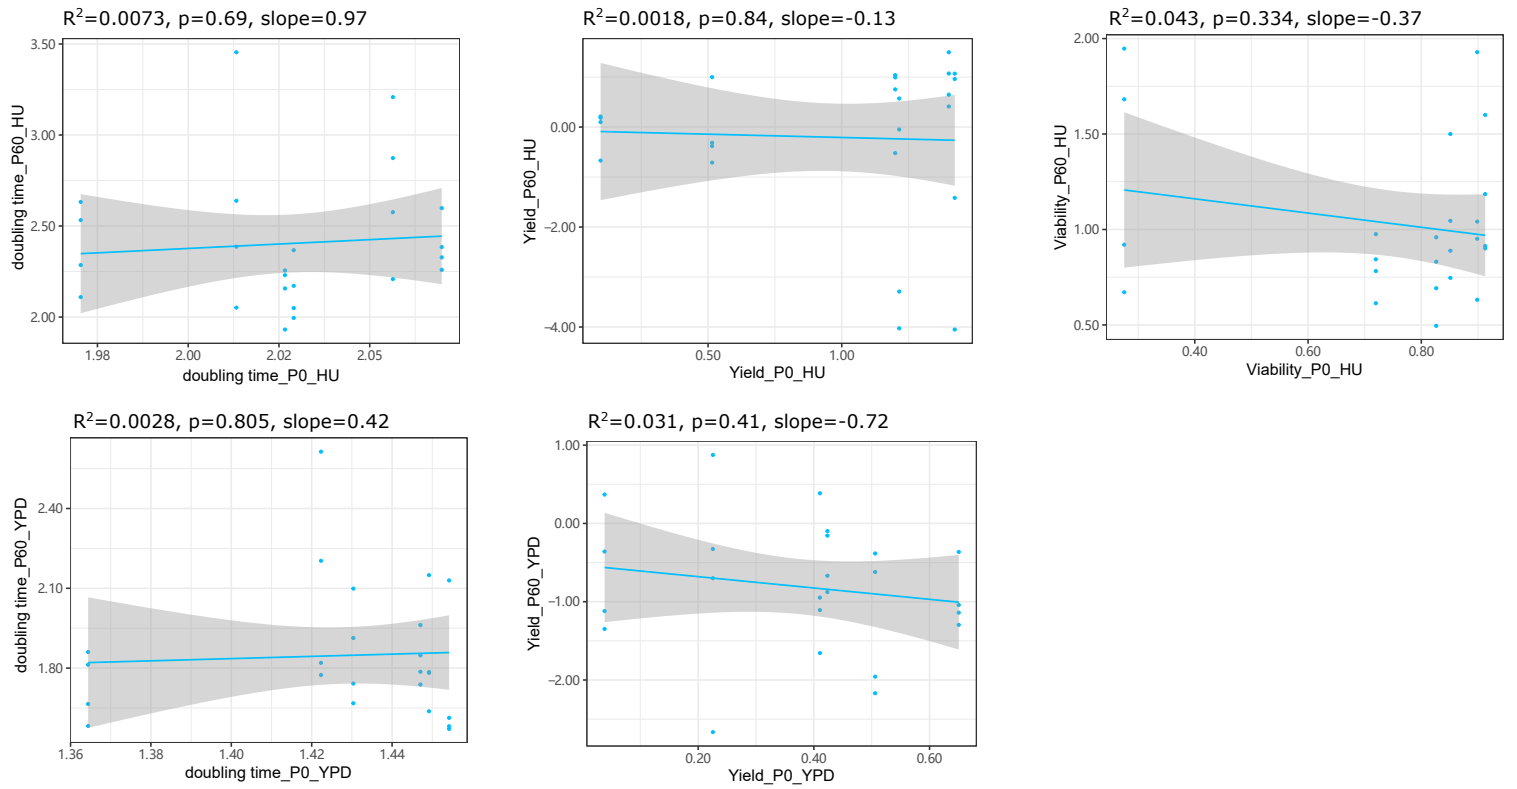 R²=0.0073, p=0.69, slope=0.97
3.50
3.00
2.50
2.00
doubling time_P60_HU
1.98
2.00
2.02
2.05
doubling time_P0_HU
R²=0.0018, p=0.84, slope=-0.13
0.00
−2.00
−4.00
Yield_P60_HU
0.50
1.00
Yield_P0_HU
R²=0.043, p=0.334, slope=-0.37
2.00
1.50
1.00
0.50
Viability_P60_HU
0.40
0.60
0.80
Viability_P0_HU
R²=0.0028, p=0.805, slope=0.42
2.40
2.10
1.80
doubling time_P60_YPD
1.36
1.38
1.40
1.42
1.44
doubling time_P0_YPD
R²=0.031, p=0.41, slope=-0.72
1.00
0.00
−1.00
−2.00
Yield_P60_YPD
0.20
0.40
0.60
Yield_P0_YPD